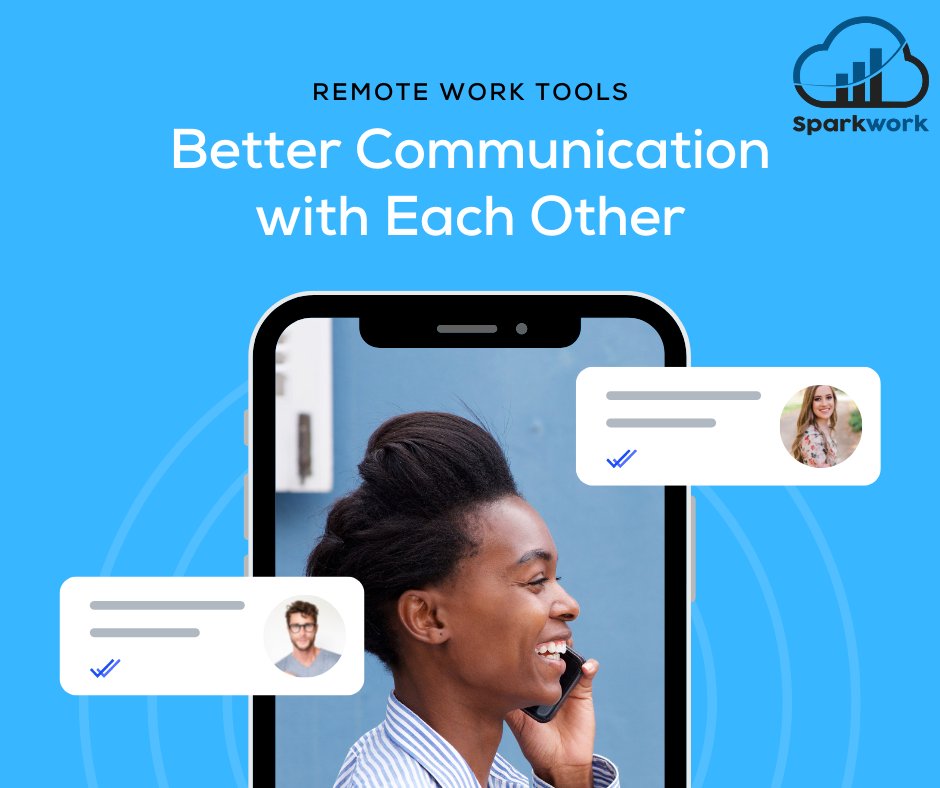 Sparkwork
REMOTE WORK TOOLS
Better Communication
with Each Other